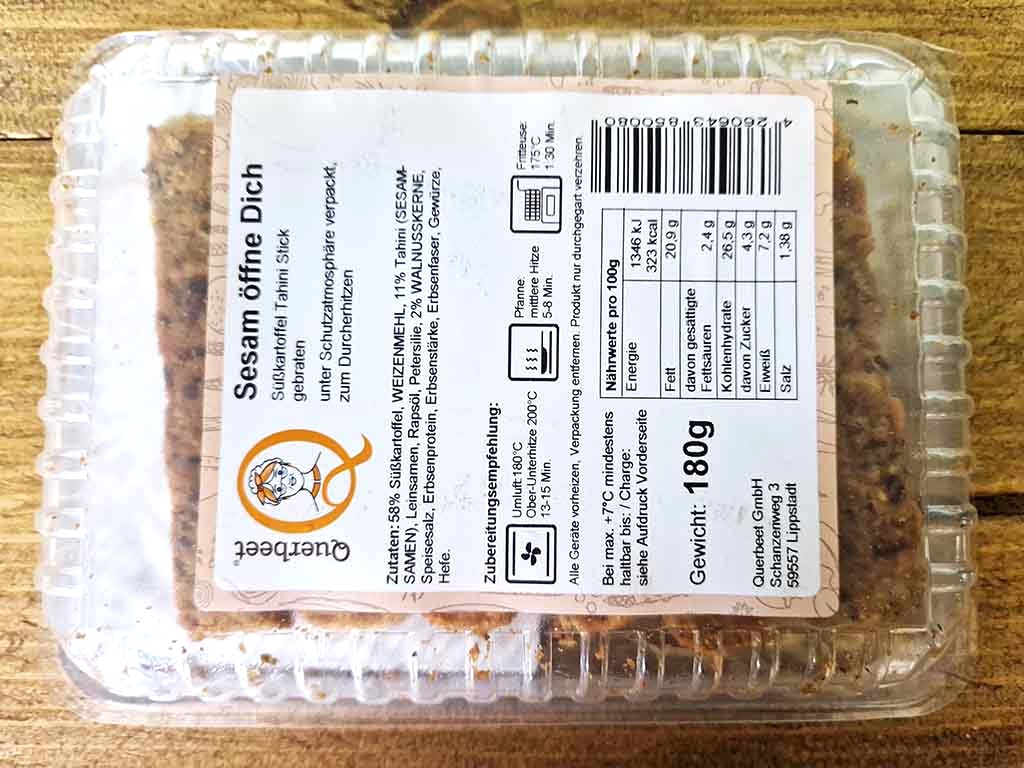 Querbeet®
Sesam öffne Dich
Süßkartoffel Tahini Stick
gebraten
unter Schutzatmosphäre verpackt,
zum Durcherhitzen
Zutaten: 58% Süßkartoffel, WEIZENMEHL, 11% Tahini (SESAM-
SAMEN), Leinsamen, Rapsöl, Petersilie, 2% WALNUSSKERNE,
Speisesalz, Erbsenprotein, Erbsenstärke, Erbsenfaser, Gewürze,
Hefe.
Zubereitungsempfehlung:
Umluft: 180°C
Ober-Unterhitze 200°C
13-15 Min.
Pfanne:
mittlere Hitze
5-8 Min.
Fritteuse:
175°C
1:30 Min.
Alle Geräte vorheizen, Verpackung entfernen. Produkt nur durchgegart verzehren.
Bei max. +7°C mindestens
haltbar bis: / Charge:
siehe Aufdruck Vorderseite
Gewicht: 180g
Querbeet GmbH
Schanzenweg 3
59557 Lippstadt
Nährwerte pro 100g
Energie 1346 kJ
323 kcal
Fett 20,9 g
davon gesättigte
Fettsäuren 2,4 g
Kohlenhydrate 26,5 g
davon Zucker 4,3 g
Eiweiß 7,2 g
Salz 1,38 g